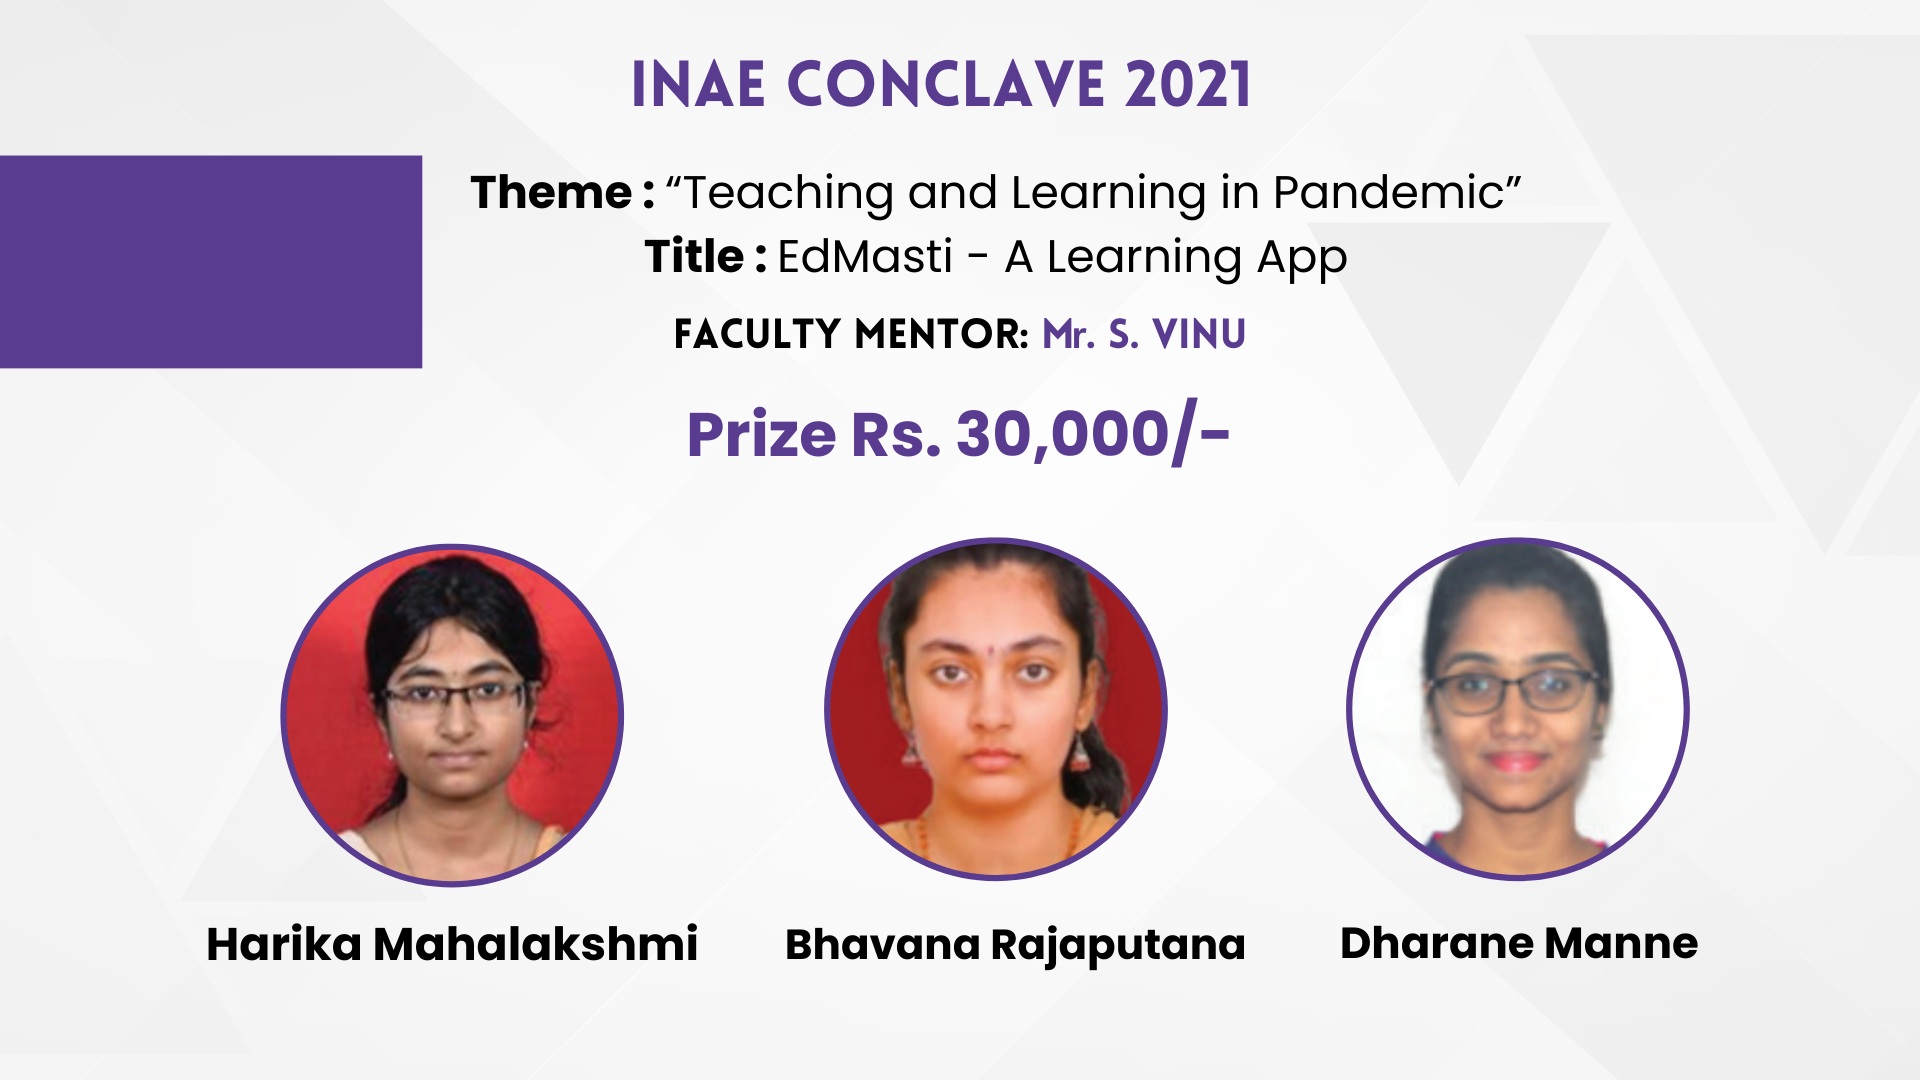 INAE CONCLAVE 2021
Theme : “Teaching and Learning in Pandemic”
Title : EdMasti - A Learning App
FACULTY MENTOR: Mr. S. VINU
Prize Rs. 30,000/-
Harika Mahalakshmi
Bhavana Rajaputana
Dharane Manne